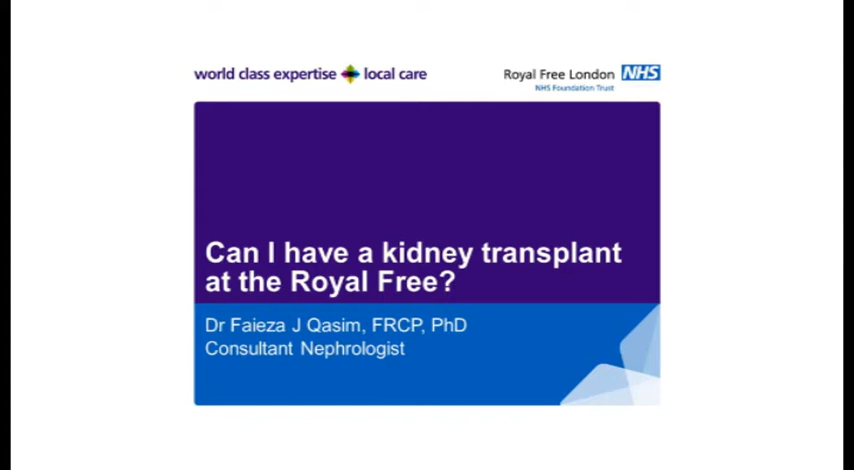 world class expertise local care
Royal Free London NHS
NHS Foundation Trust
Can I have a kidney transplant
at the Royal Free?
Dr Faieza J Qasim, FRCP, PhD
Consultant Nephrologist